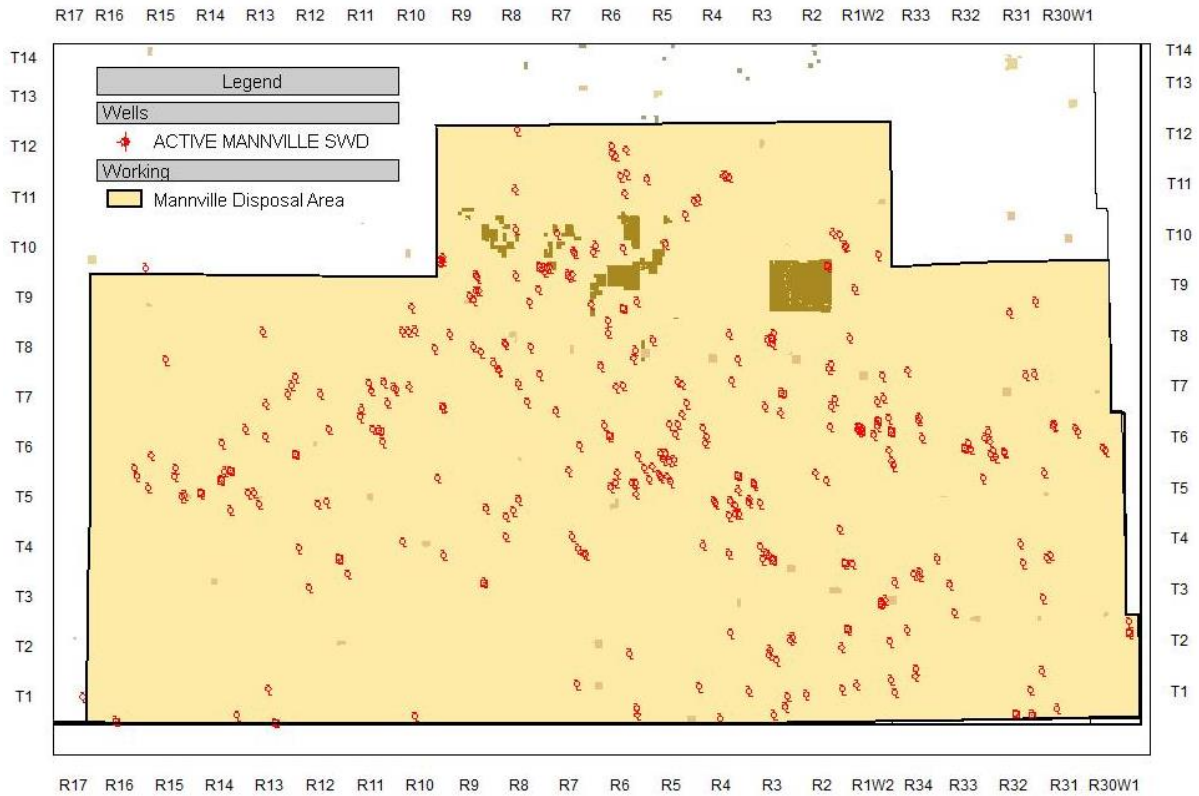 R17 R16 R15 R14 R13 R12 R11 R10 R9 R8 R7 R6 R5 R4 R3 R2 R1W2 R33 R32 R31 R30W1
T14 T14
T13 T13
Legend
Wells
ACTIVE MANNVILLE SWD
Working
Mannville Disposal Area
T12 T12
T11 T11
T10 T10
T9 T9
T8 T8
T7 T7
T6 T6
T5 T5
T4 T4
T3 T3
T2 T2
T1 T1
R17 R16 R15 R14 R13 R12 R11 R10 R9 R8 R7 R6 R5 R4 R3 R2 R1W2 R34 R33 R32 R31 R30W1